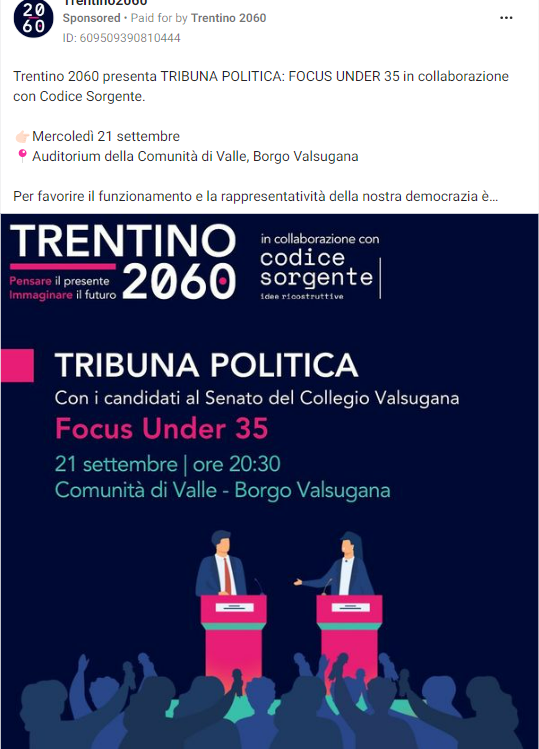 20
60
Trentino2060
Sponsored • Paid for by Trentino 2060
ID: 609509390810444
Trentino 2060 presenta TRIBUNA POLITICA: FOCUS UNDER 35 in collaborazione
con Codice Sorgente.
👉🏻 Mercoledì 21 settembre
📍 Auditorium della Comunità di Valle, Borgo Valsugana
Per favorire il funzionamento e la rappresentatività della nostra democrazia è...
TRENTINO
2060
Pensare il presente
Immaginare il futuro
in collaborazione con
codice
sorgente
idee ricostruttive
TRIBUNA POLITICA
Con i candidati al Senato del Collegio Valsugana
Focus Under 35
21 settembre | ore 20:30
Comunità di Valle - Borgo Valsugana